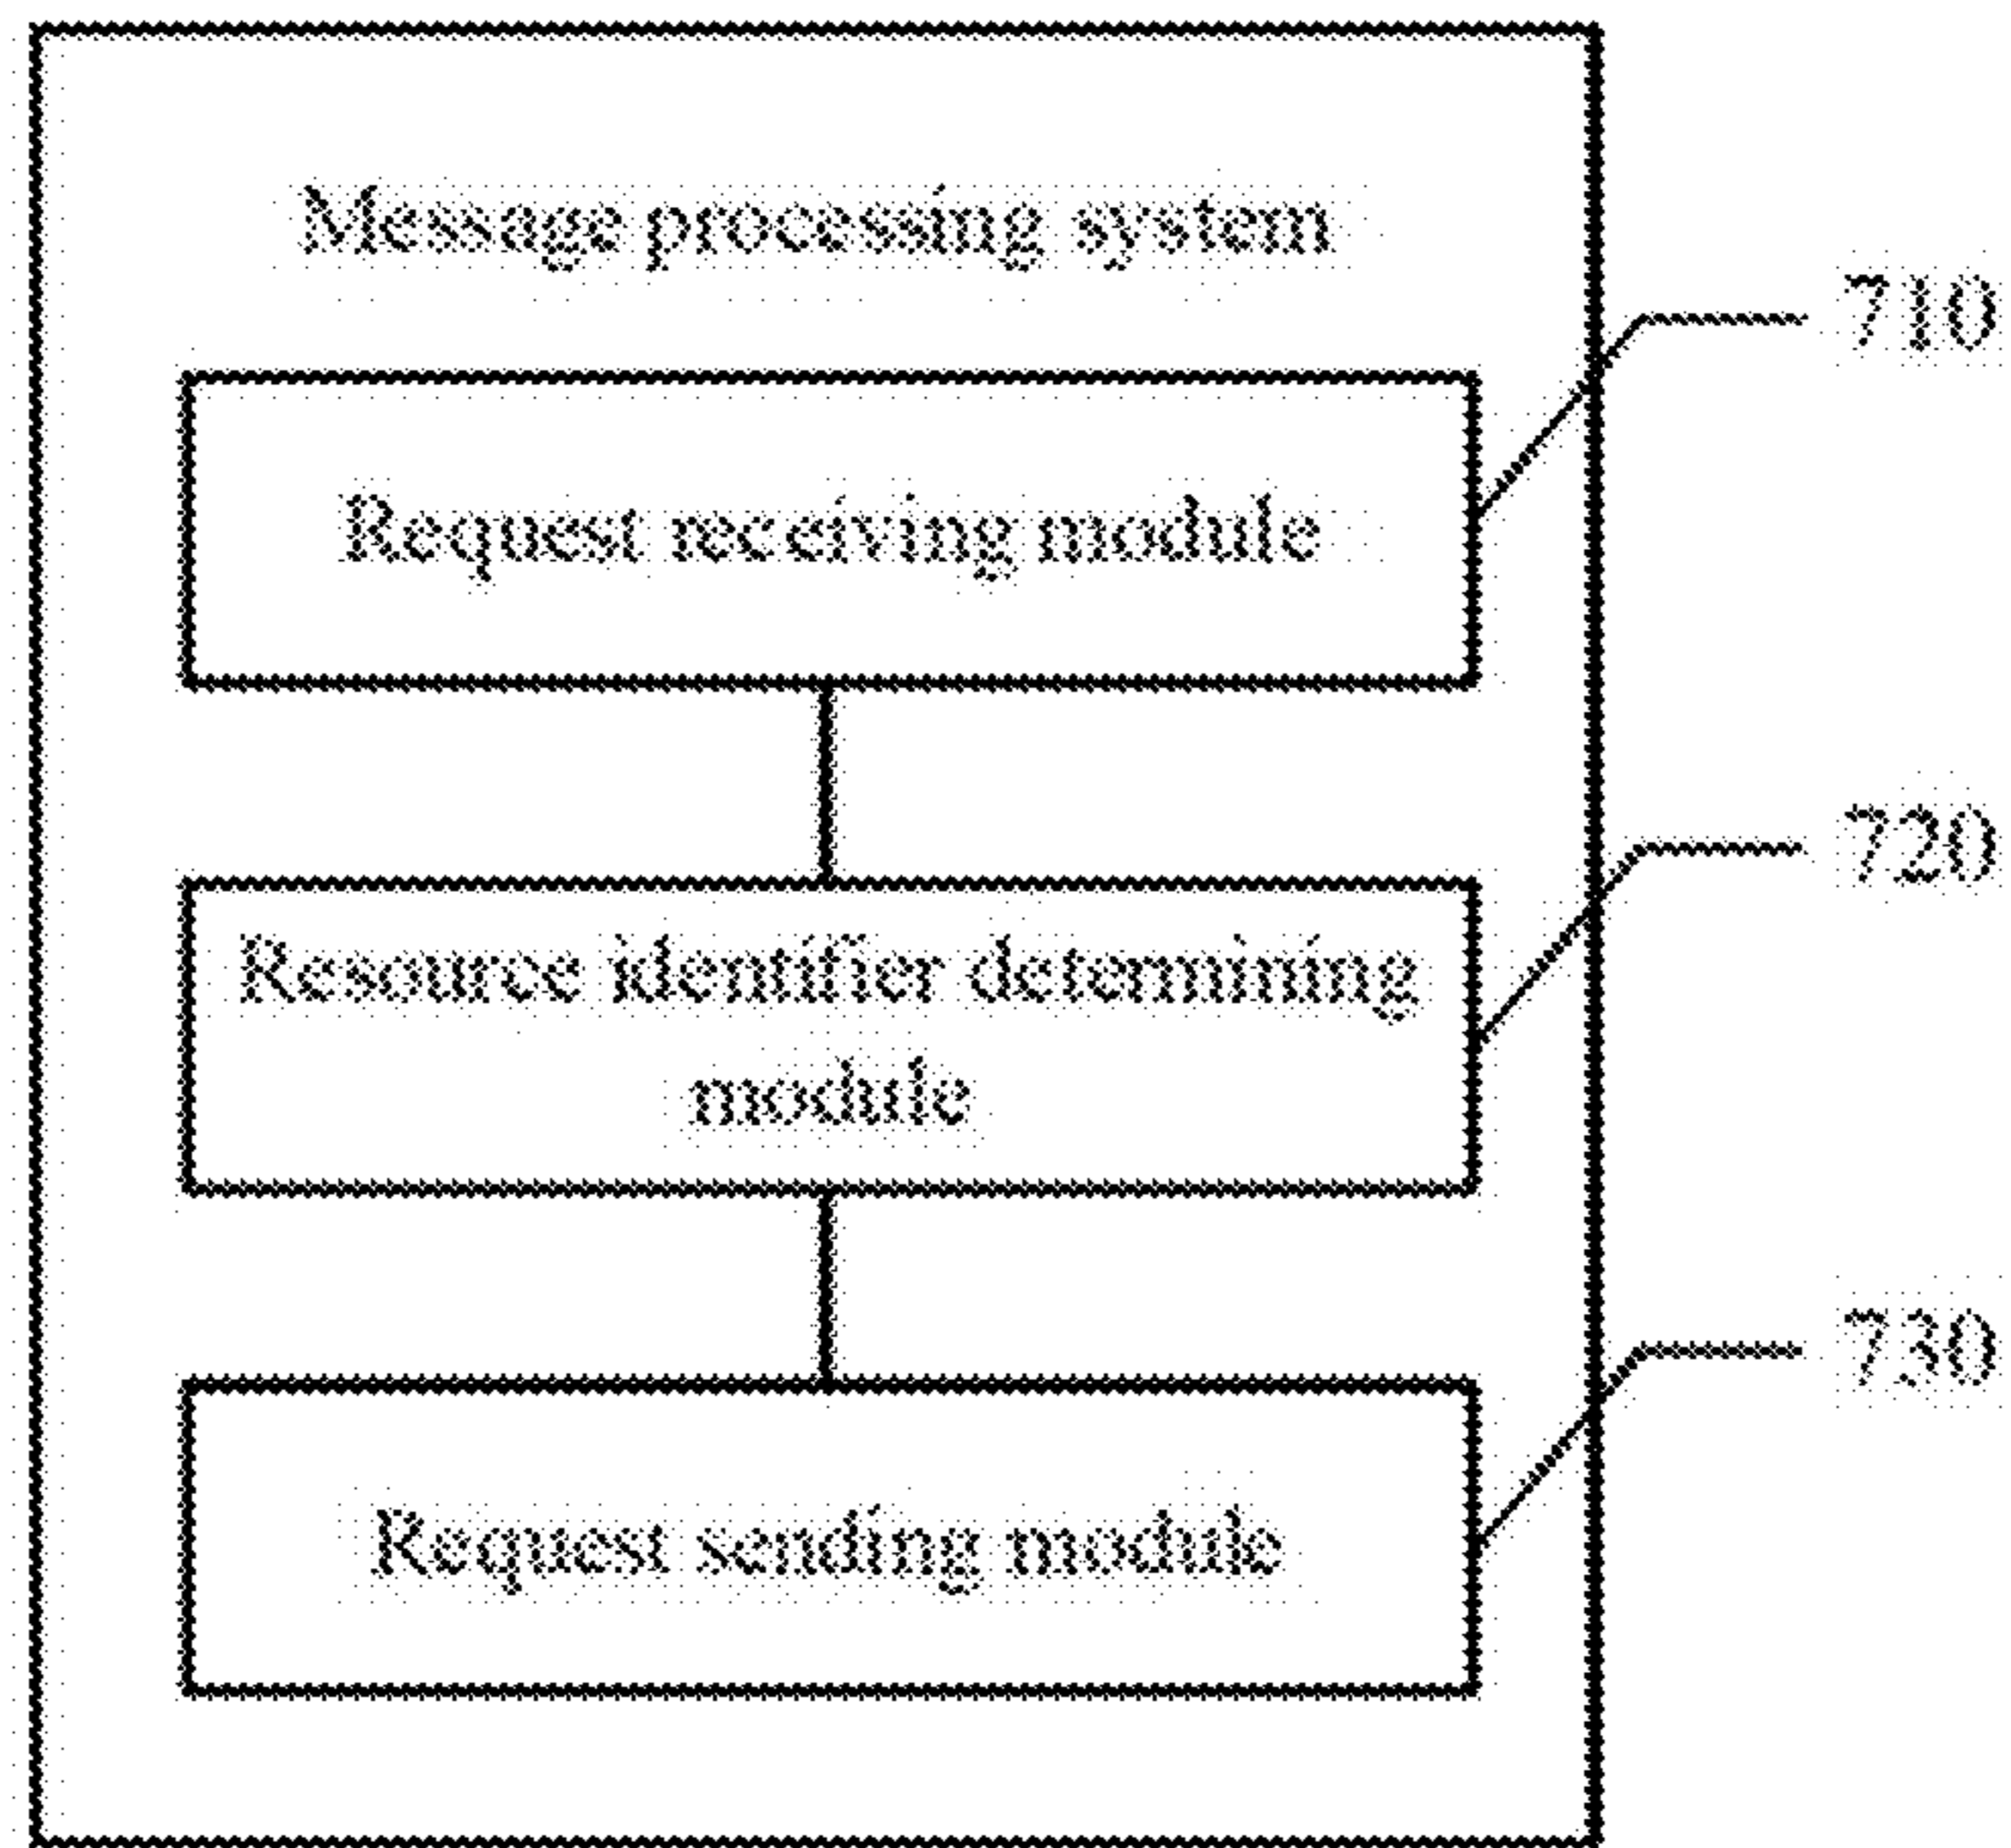 Message processing system
710
Request receiving module
720
Resource identifier determining
module
730
Request sending module